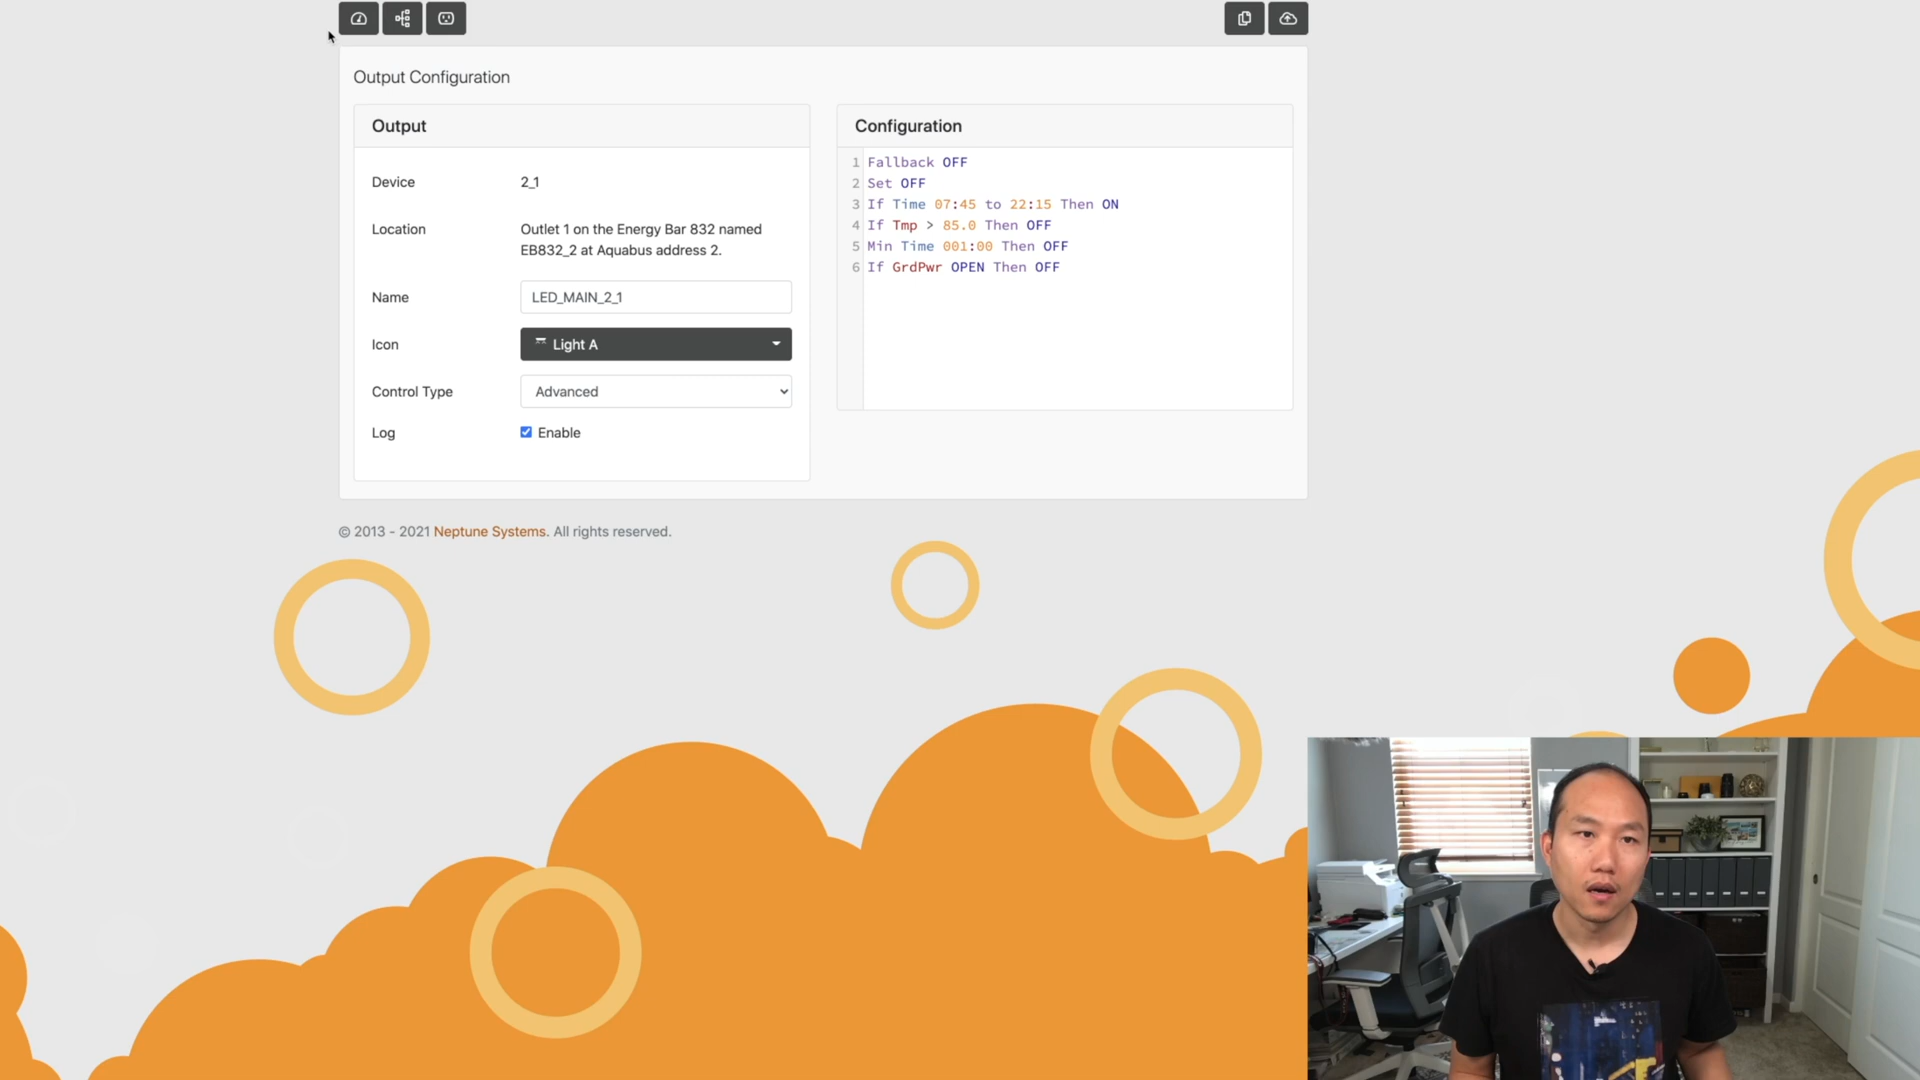 Output Configuration
Output
Device
2_1
Location
Outlet 1 on the Energy Bar 832 named
EB832_2 at Aquabus address 2.
Name
LED_MAIN_2_1
Icon
Light A
Control Type
Advanced
Log
Enable
Configuration
1 Fallback OFF
2 Set OFF
3 If Time 07:45 to 22:15 Then ON
4 If Tmp > 85.0 Then OFF
5 Min Time 001:00 Then OFF
6 If GrdPwr OPEN Then OFF
© 2013 - 2021 Neptune Systems. All rights reserved.